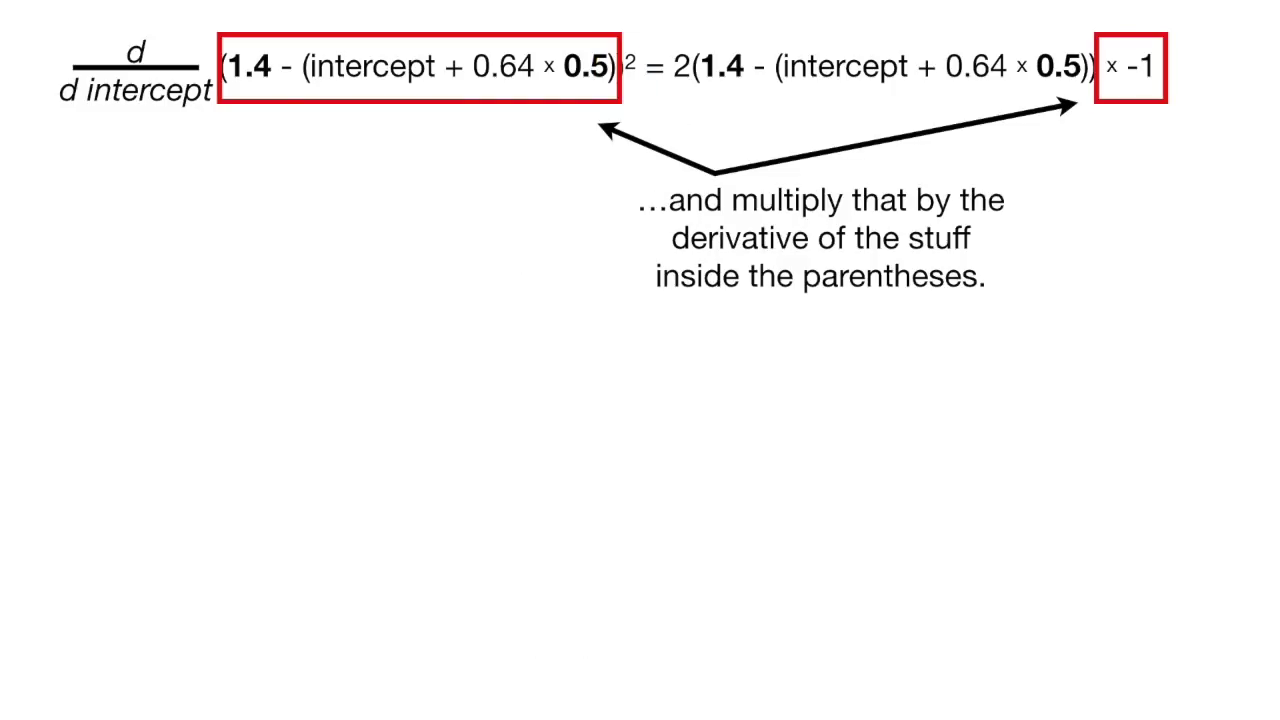 d
d intercept
(1.4 - (intercept + 0.64 x 0.5))² = 2(1.4 - (intercept + 0.64 x 0.5)) x -1
…and multiply that by the
derivative of the stuff
inside the parentheses.